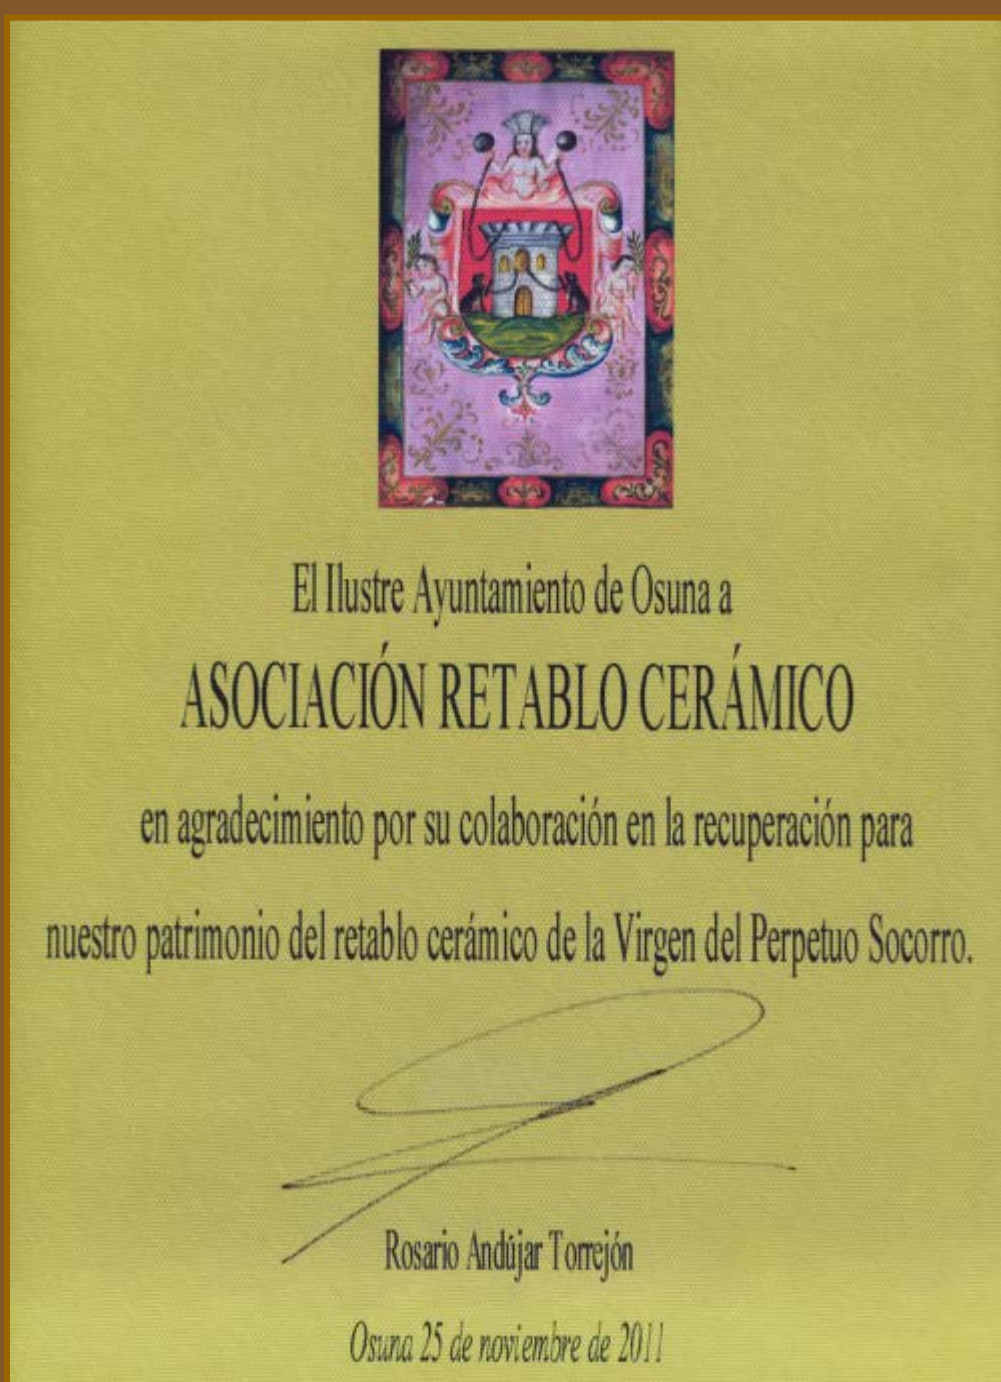 El Ilustre Ayuntamiento de Osuna a
ASOCIACIÓN RETABLO CERÁMICO
en agradecimiento por su colaboración en la recuperación para
nuestro patrimonio del retablo cerámico de la Virgen del Perpetuo Socorro.
Rosario Andújar Torrejón
Osuna 25 de noviembre de 2011